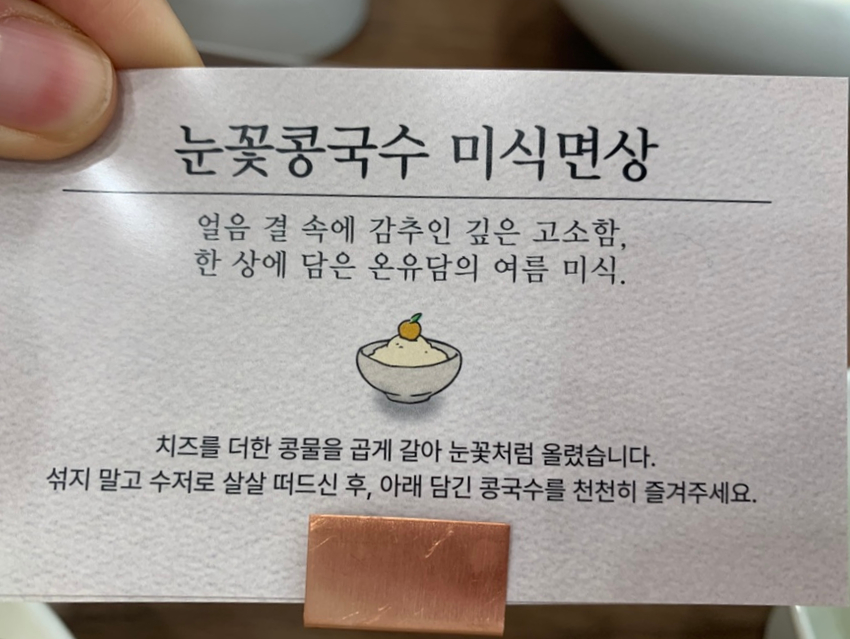 눈꽃콩국수 미식면상
얼음 결 속에 감추인 깊은 고소함,
한 상에 담은 온유담의 여름 미식.
치즈를 더한 콩물을 곱게 갈아 눈꽃처럼 올렸습니다.
섞지 말고 수저로 살살 떠드신 후, 아래 담긴 콩국수를 천천히 즐겨주세요.